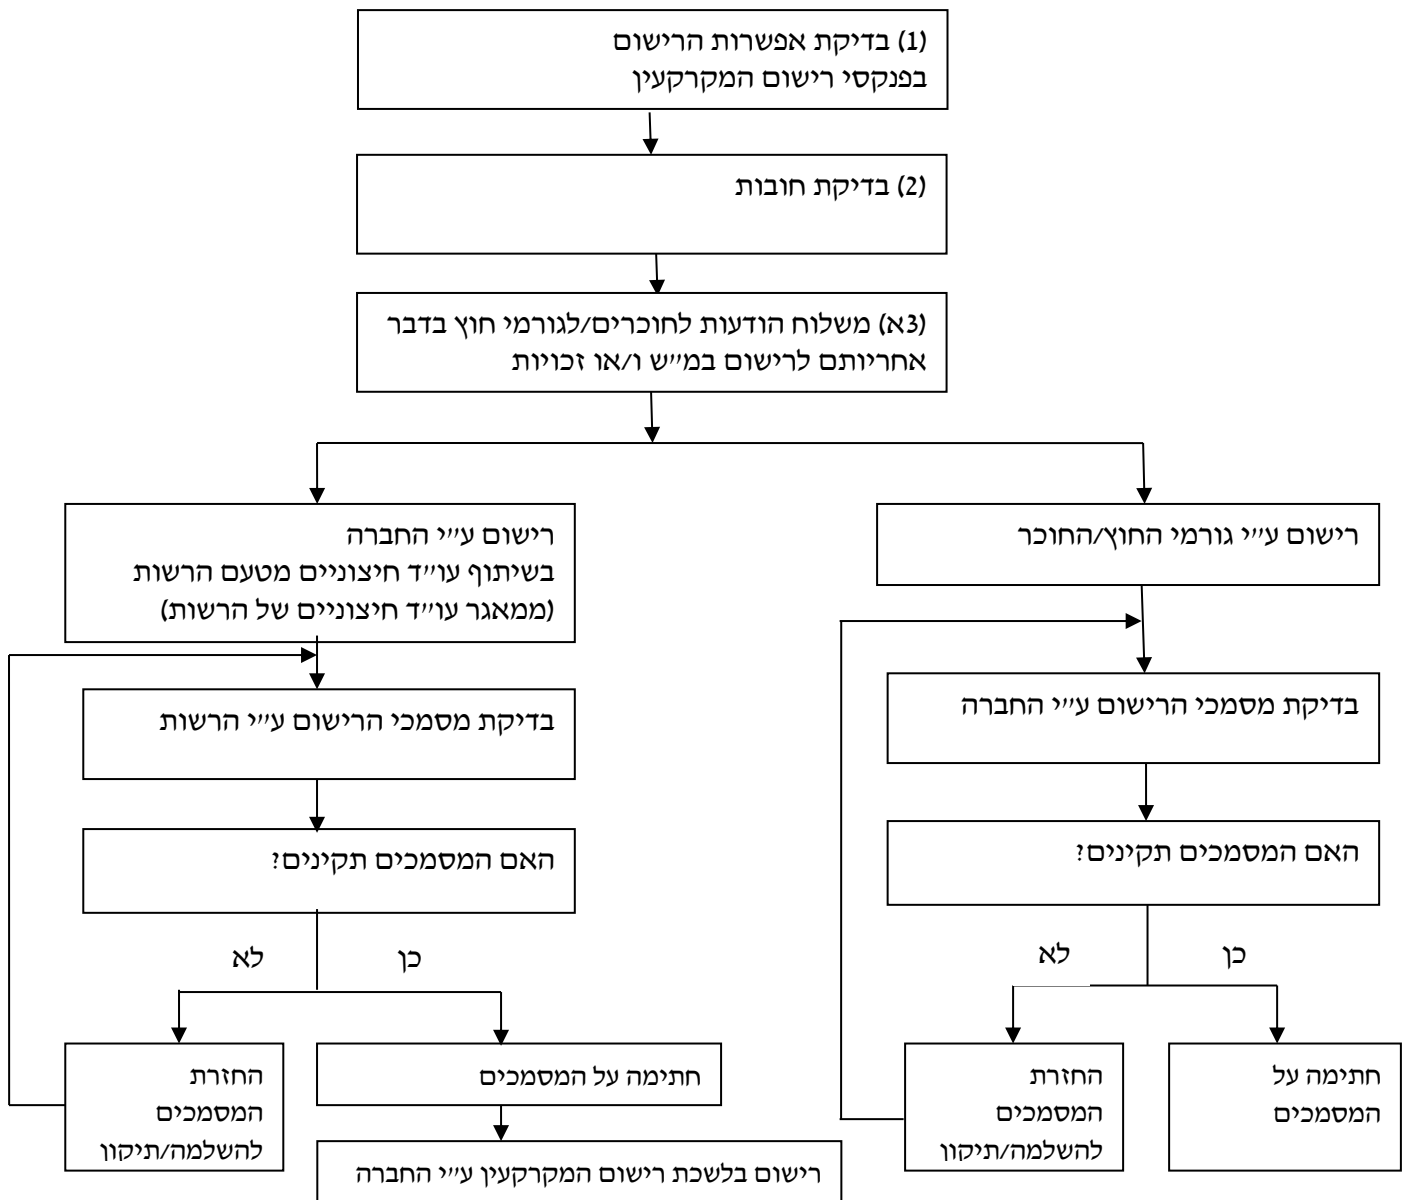 (1) בדיקת אפשרות הרישום
בפנקסי רישום המקרקעין
(2) בדיקת חובות
(3א) משלוח הודעות לחוכרים/לגורמי חוץ בדבר
אחריותם לרישום במ״ש ו/או זכויות
רישום ע״י גורמי החוץ/החוכר
בדיקת מסמכי הרישום ע״י החברה
האם המסמכים תקינים?
כן
לא
חתימה על
המסמכים
החזרת
המסמכים
להשלמה/תיקון
רישום ע״י החברה
בשיתוף עו״ד חיצוניים מטעם הרשות
(ממאגר עו״ד חיצוניים של הרשות)
בדיקת מסמכי הרישום ע״י הרשות
האם המסמכים תקינים?
כן
לא
חתימה על המסמכים
החזרת
המסמכים
להשלמה/תיקון
רישום בלשכת רישום המקרקעין ע״י החברה